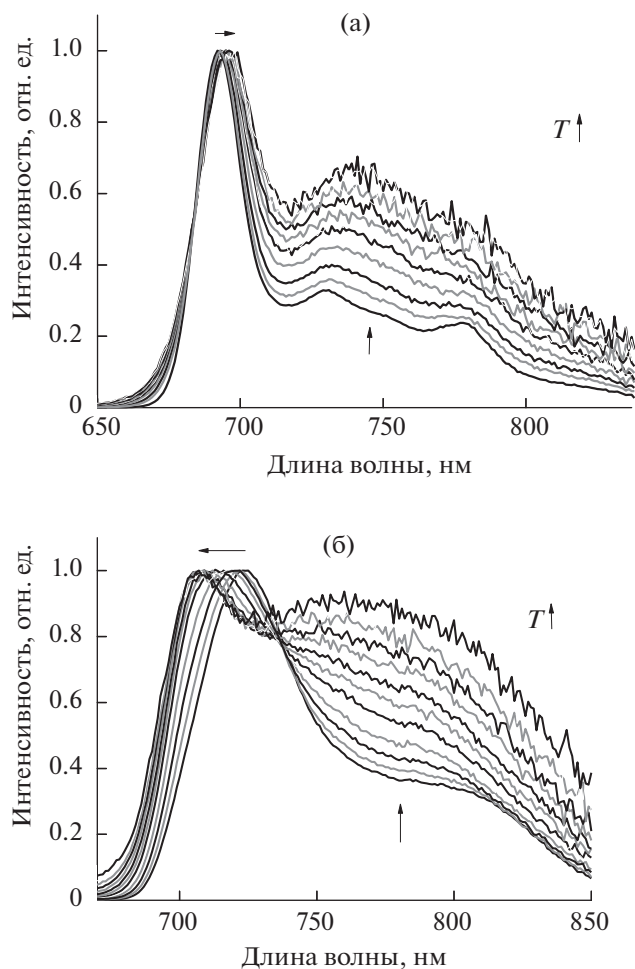 (а)
1.0
0.8
0.6
0.4
0.2
0
Интенсивность, отн. ед.
T
650
700
750
800
Длина волны, нм
(б)
1.0
0.8
0.6
0.4
0.2
0
Интенсивность, отн. ед.
T
700
750
800
850
Длина волны, нм